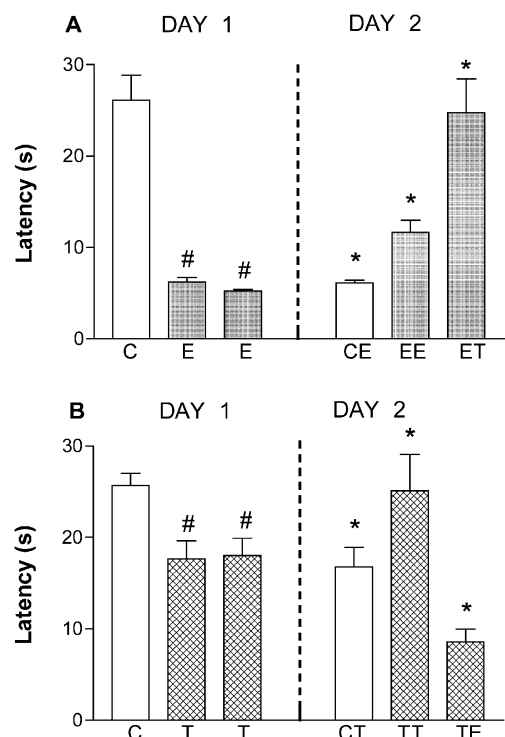 A DAY 1 DAY 2
Latency (s)
30
20
10
0
* * *
# #
C E E CE EE ET
B DAY 1 DAY 2
Latency (s)
30
20
10
0
* * *
# #
C T T CT TT TE